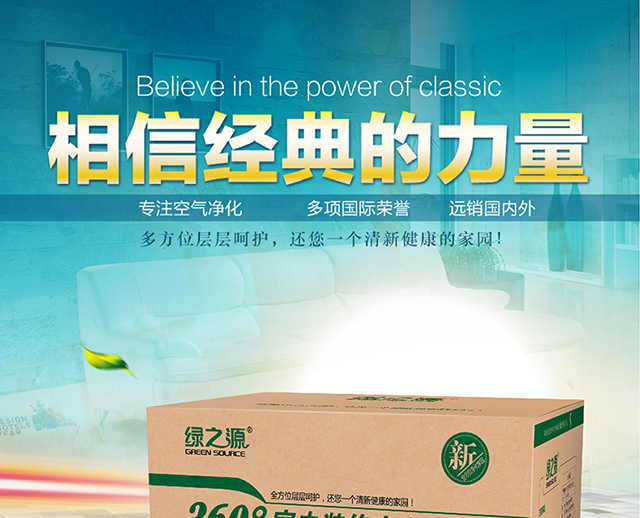 Believe in the power of classic
相信经典的力量
专注空气净化 多项国际荣誉 远销国内外
多方位层层呵护，还您一个清新健康的家园！
绿之源®
GREEN SOURCE
新
全方位层层呵护，还您一个清新健康的家园！
360°